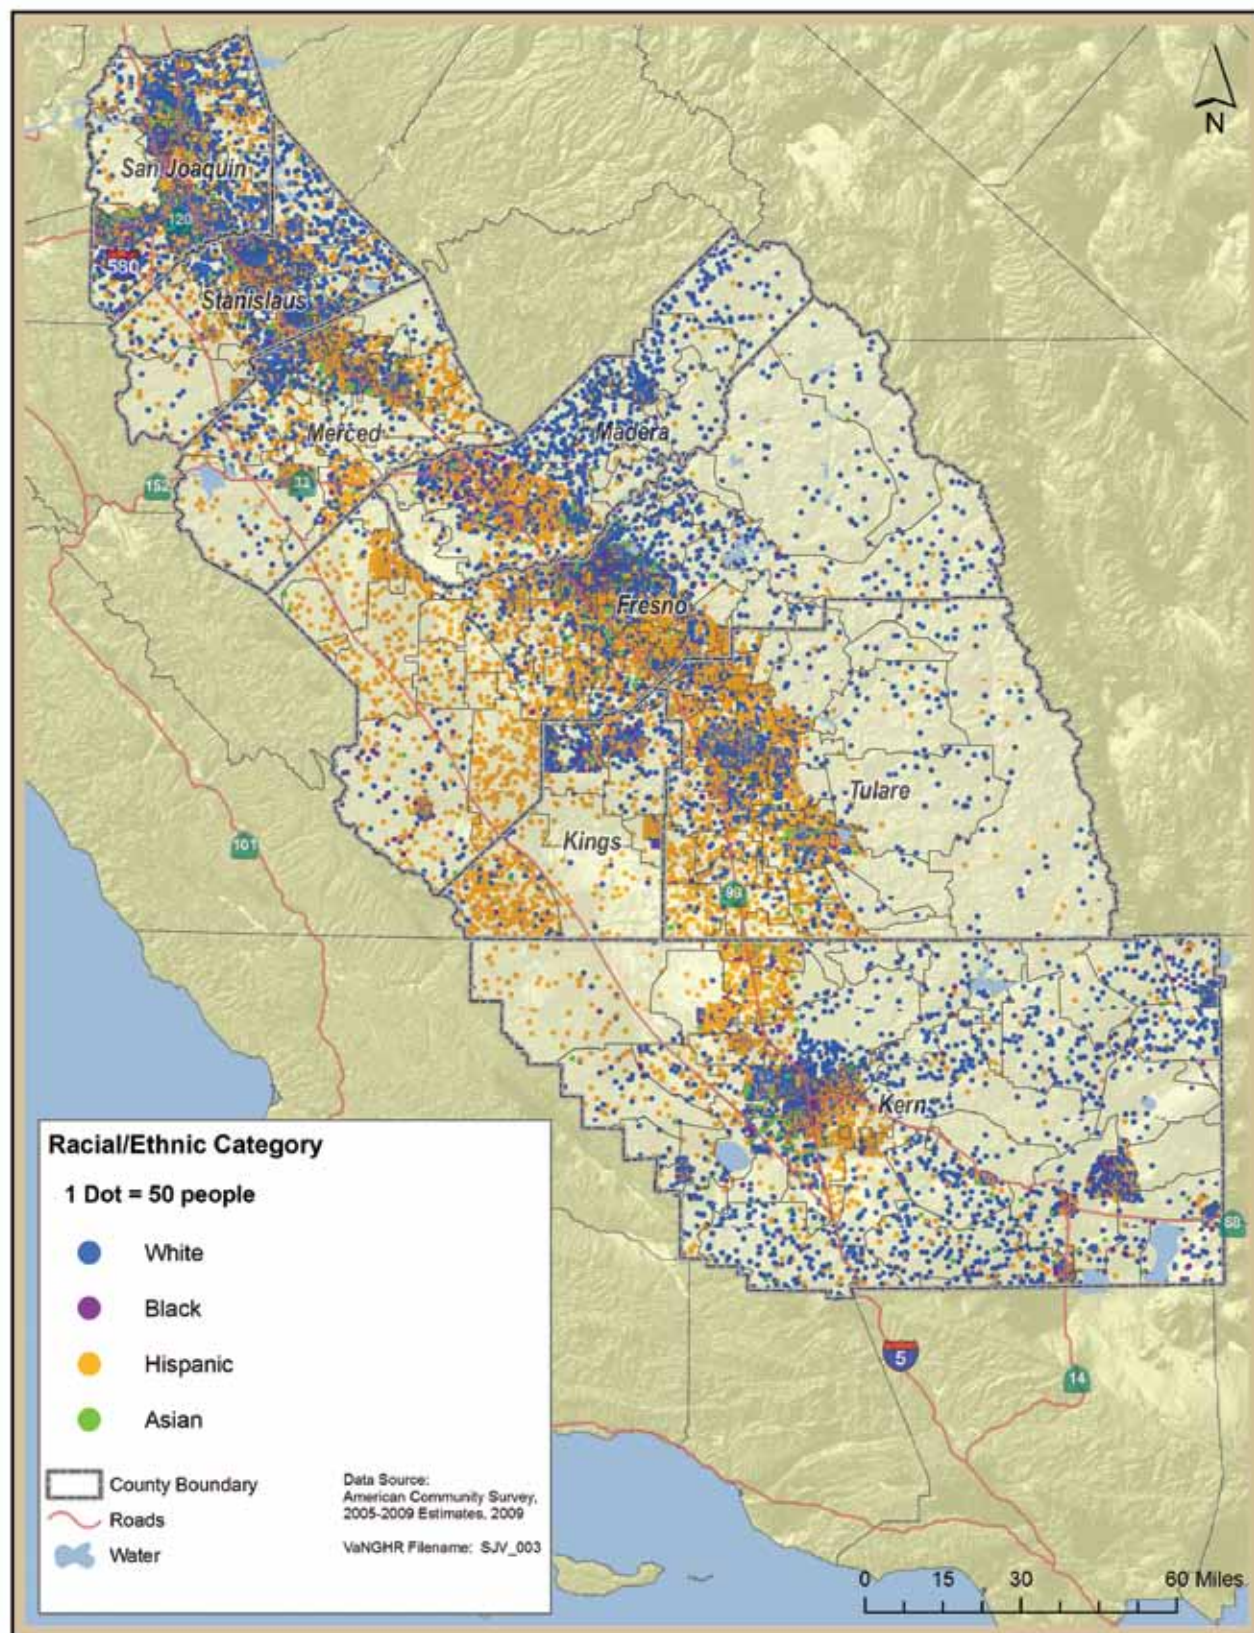 N
San Joaquin
120
580
Stanislaus
Merced
Madera
152
33
Fresno
Tulare
Kings
101
99
Kern
58
5
14
Racial/Ethnic Category
1 Dot = 50 people
White
Black
Hispanic
Asian
County Boundary
Roads
Water
Data Source:
American Community Survey,
2005-2009 Estimates, 2009
VaNGHR Filename: SJV_003
0 15 30 60 Miles